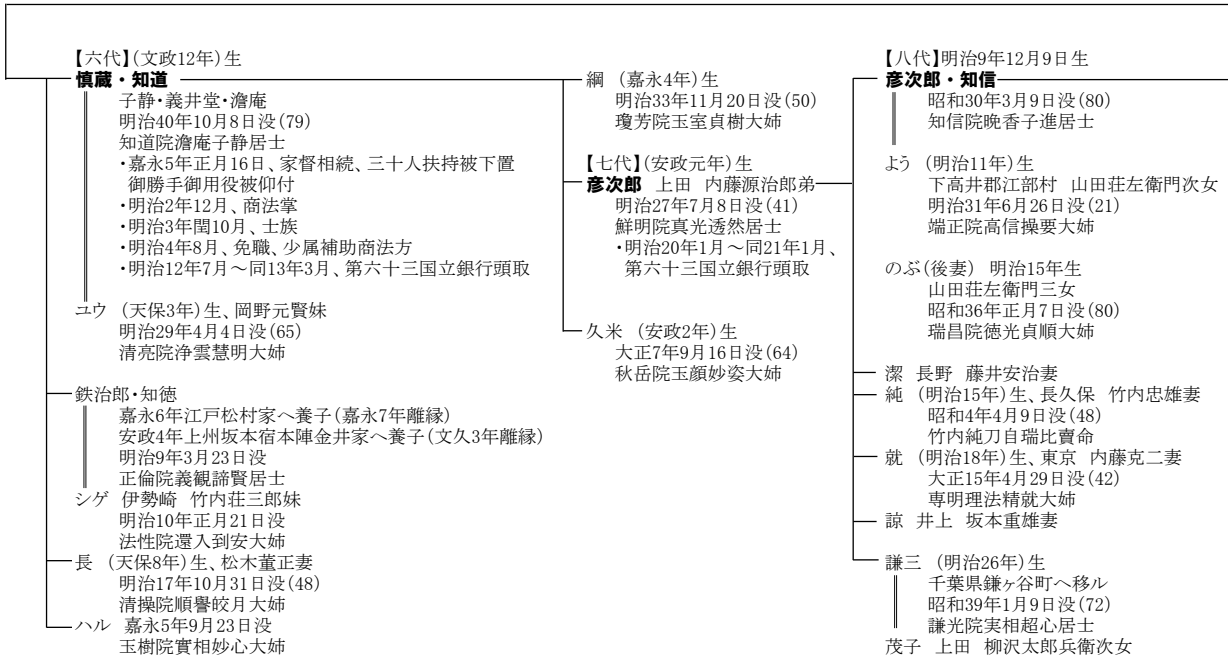 【六代】(文政12年)生
慎蔵・知道
子静・義井堂・澹庵
明治40年10月8日没(79)
知道院澹庵子静居士
・嘉永5年正月16日、家督相続、三十人扶持被下置
御勝手御用役被仰付
・明治2年12月、商法掌
・明治3年閏10月、士族
・明治4年8月、免職、少属補助商法方
・明治12年7月～同13年3月、第六十三国立銀行頭取
ユウ (天保3年)生、岡野元賢妹
明治29年4月4日没(65)
清亮院浄雲慧明大姉
鉄治郎・知徳
嘉永6年江戸松村家へ養子(嘉永7年離縁)
安政4年上州坂本宿本陣金井家へ養子(文久3年離縁)
明治9年3月23日没
正倫院義観諦賢居士
シゲ 伊勢崎 竹内荘三郎妹
明治10年正月21日没
法性院還入到安大姉
長 (天保8年)生、松木董正妻
明治17年10月31日没(48)
清操院順誉皎月大姉
ハル 嘉永5年9月23日没
玉樹院實相妙心大姉
綱 (嘉永4年)生
明治33年11月20日没(50)
瓊芳院玉室貞樹大姉
【七代】(安政元年)生
彦次郎 上田 内藤源治郎弟
明治27年7月8日没(41)
鮮明院真光透然居士
・明治20年1月～同21年1月、
第六十三国立銀行頭取
久米 (安政2年)生
大正7年9月16日没(64)
秋岳院玉顔妙姿大姉
【八代】明治9年12月9日生
彦次郎・知信
昭和30年3月9日没(80)
知信院晩香子進居士
よう (明治11年)生
下高井郡江部村 山田荘左衛門次女
明治31年6月26日没(21)
端正院高信操要大姉
のぶ(後妻) 明治15年生
山田荘左衛門三女
昭和36年正月7日没(80)
瑞昌院徳光貞順大姉
潔 長野 藤井安治妻
純 (明治15年)生、長久保 竹内忠雄妻
昭和4年4月9日没(48)
竹内純刀自瑞比賣命
就 (明治18年)生、東京 内藤克二妻
大正15年4月29日没(42)
専明理法精就大姉
諒 井上 坂本重雄妻
謙三 (明治26年)生
千葉県鎌ヶ谷町へ移ル
昭和39年1月9日没(72)
謙光院実相超心居士
茂子 上田 柳沢太郎兵衛次女